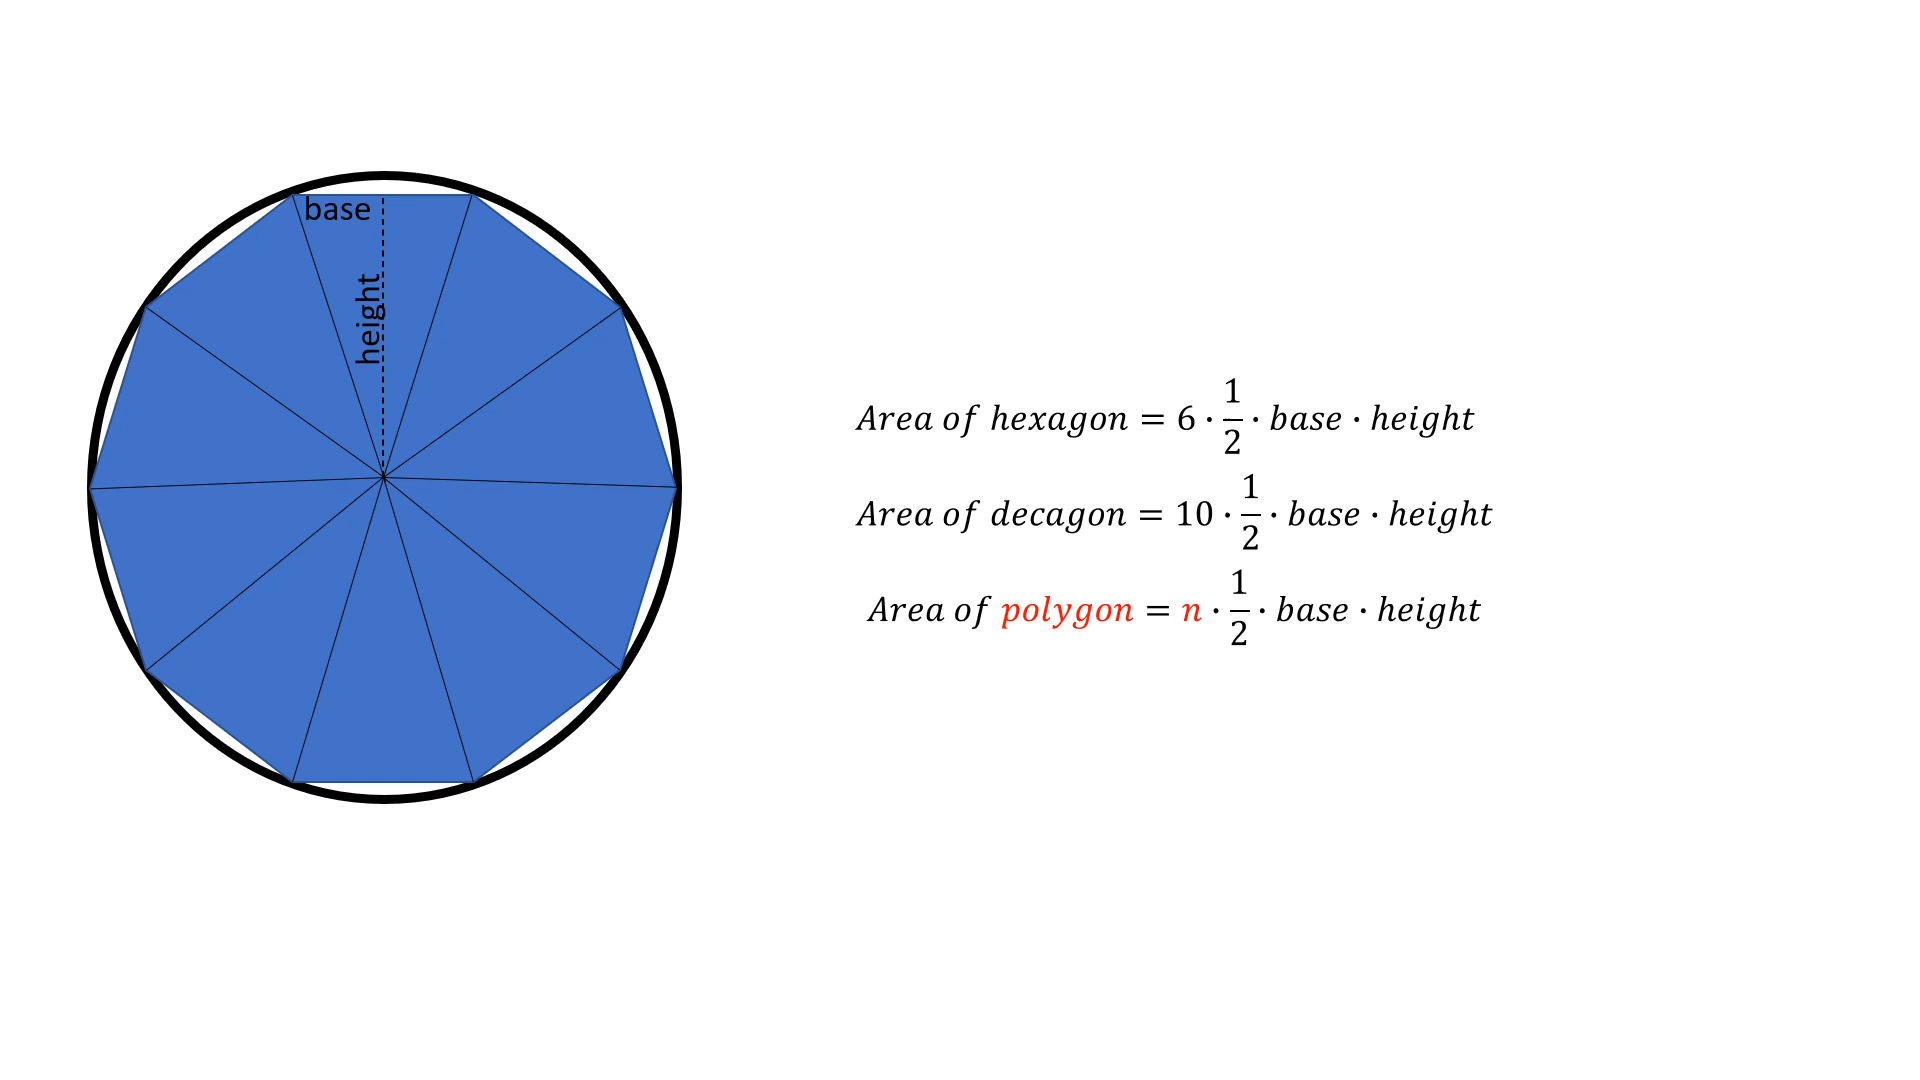 base
height
Area of hexagon = 6 · 1/2 · base · height
Area of decagon = 10 · 1/2 · base · height
Area of polygon = n · 1/2 · base · height